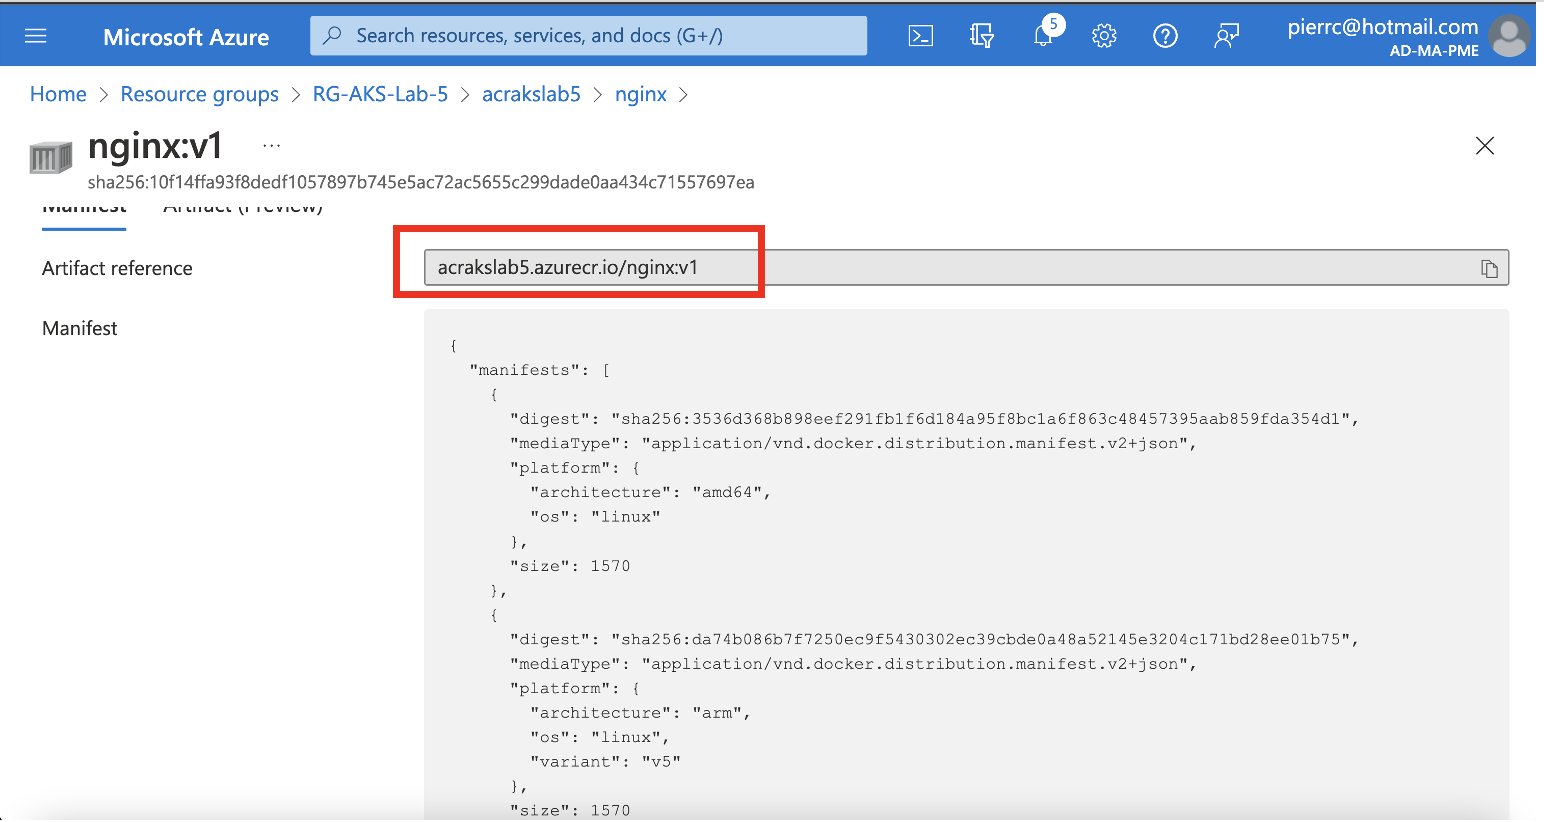 Microsoft Azure
Search resources, services, and docs (G+/)
5
pierrc@hotmail.com
AD-MA-PME
Home > Resource groups > RG-AKS-Lab-5 > acrakslab5 > nginx >
nginx:v1 ...
sha256:10f14ffa93f8dedf1057897b745e5ac72ac5655c299dade0aa434c71557697ea
Manifest Artifact (Preview)
Artifact reference
acrakslab5.azurecr.io/nginx:v1
Manifest
{
"manifests": [
{
"digest": "sha256:3536d368b898eef291fb1f6d184a95f8bc1a6f863c48457395aab859fda354d1",
"mediaType": "application/vnd.docker.distribution.manifest.v2+json",
"platform": {
"architecture": "amd64",
"os": "linux"
},
"size": 1570
},
{
"digest": "sha256:da74b086b7f7250ec9f5430302ec39cbde0a48a52145e3204c171bd28ee01b75",
"mediaType": "application/vnd.docker.distribution.manifest.v2+json",
"platform": {
"architecture": "arm",
"os": "linux",
"variant": "v5"
},
"size": 1570